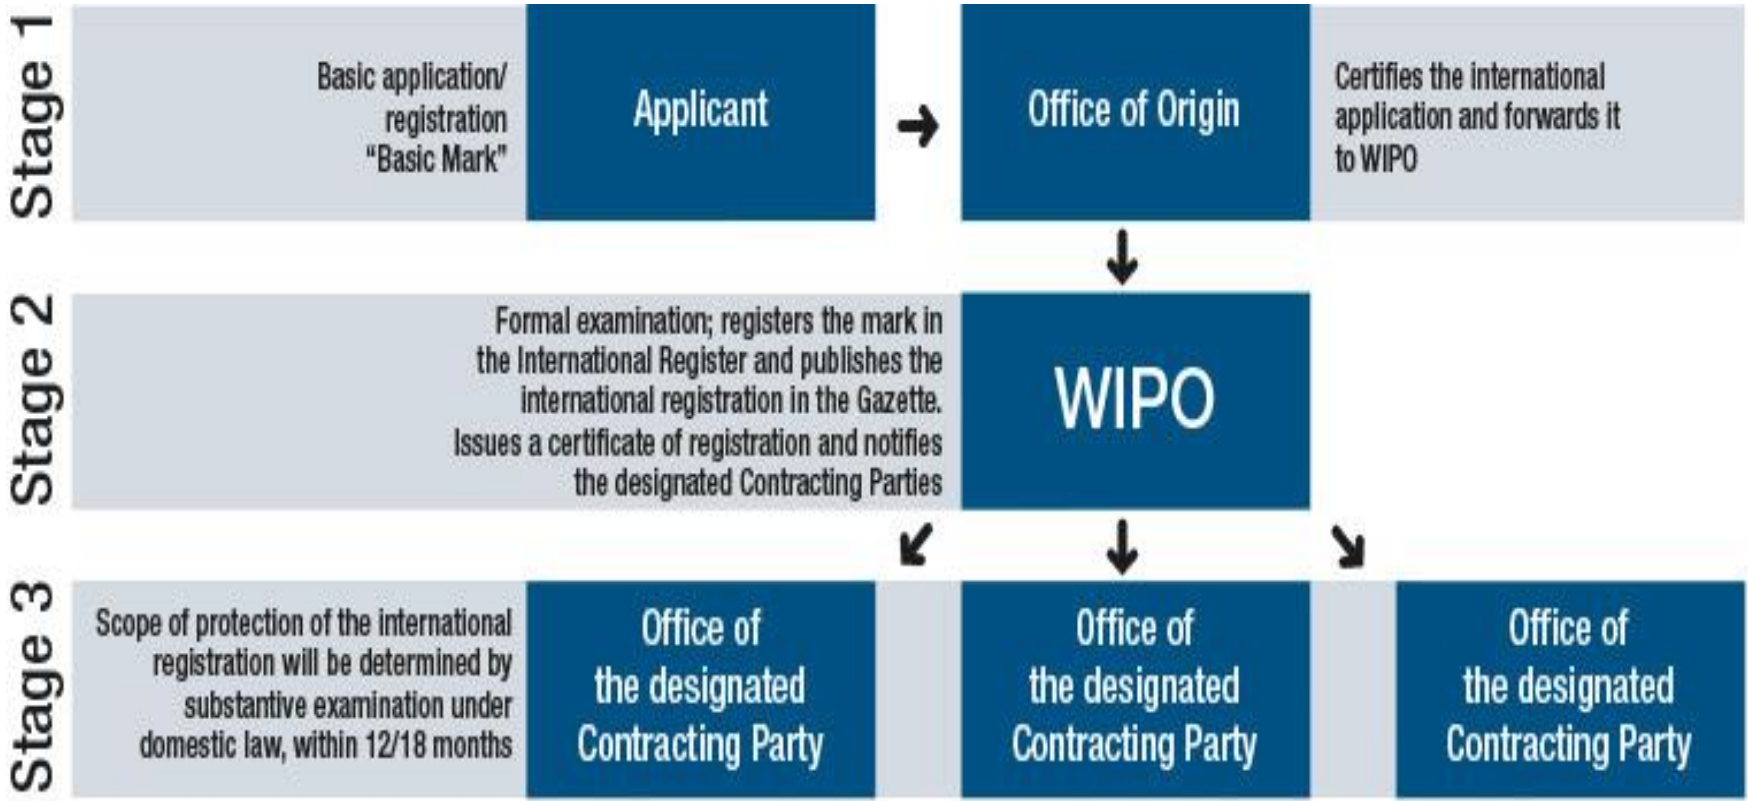 Stage 1
Basic application/
registration
“Basic Mark”
Applicant
Office of Origin
Certifies the international
application and forwards it
to WIPO
Stage 2
Formal examination; registers the mark in
the International Register and publishes the
international registration in the Gazette.
Issues a certificate of registration and notifies
the designated Contracting Parties
WIPO
Stage 3
Scope of protection of the international
registration will be determined by
substantive examination under
domestic law, within 12/18 months
Office of
the designated
Contracting Party
Office of
the designated
Contracting Party
Office of
the designated
Contracting Party